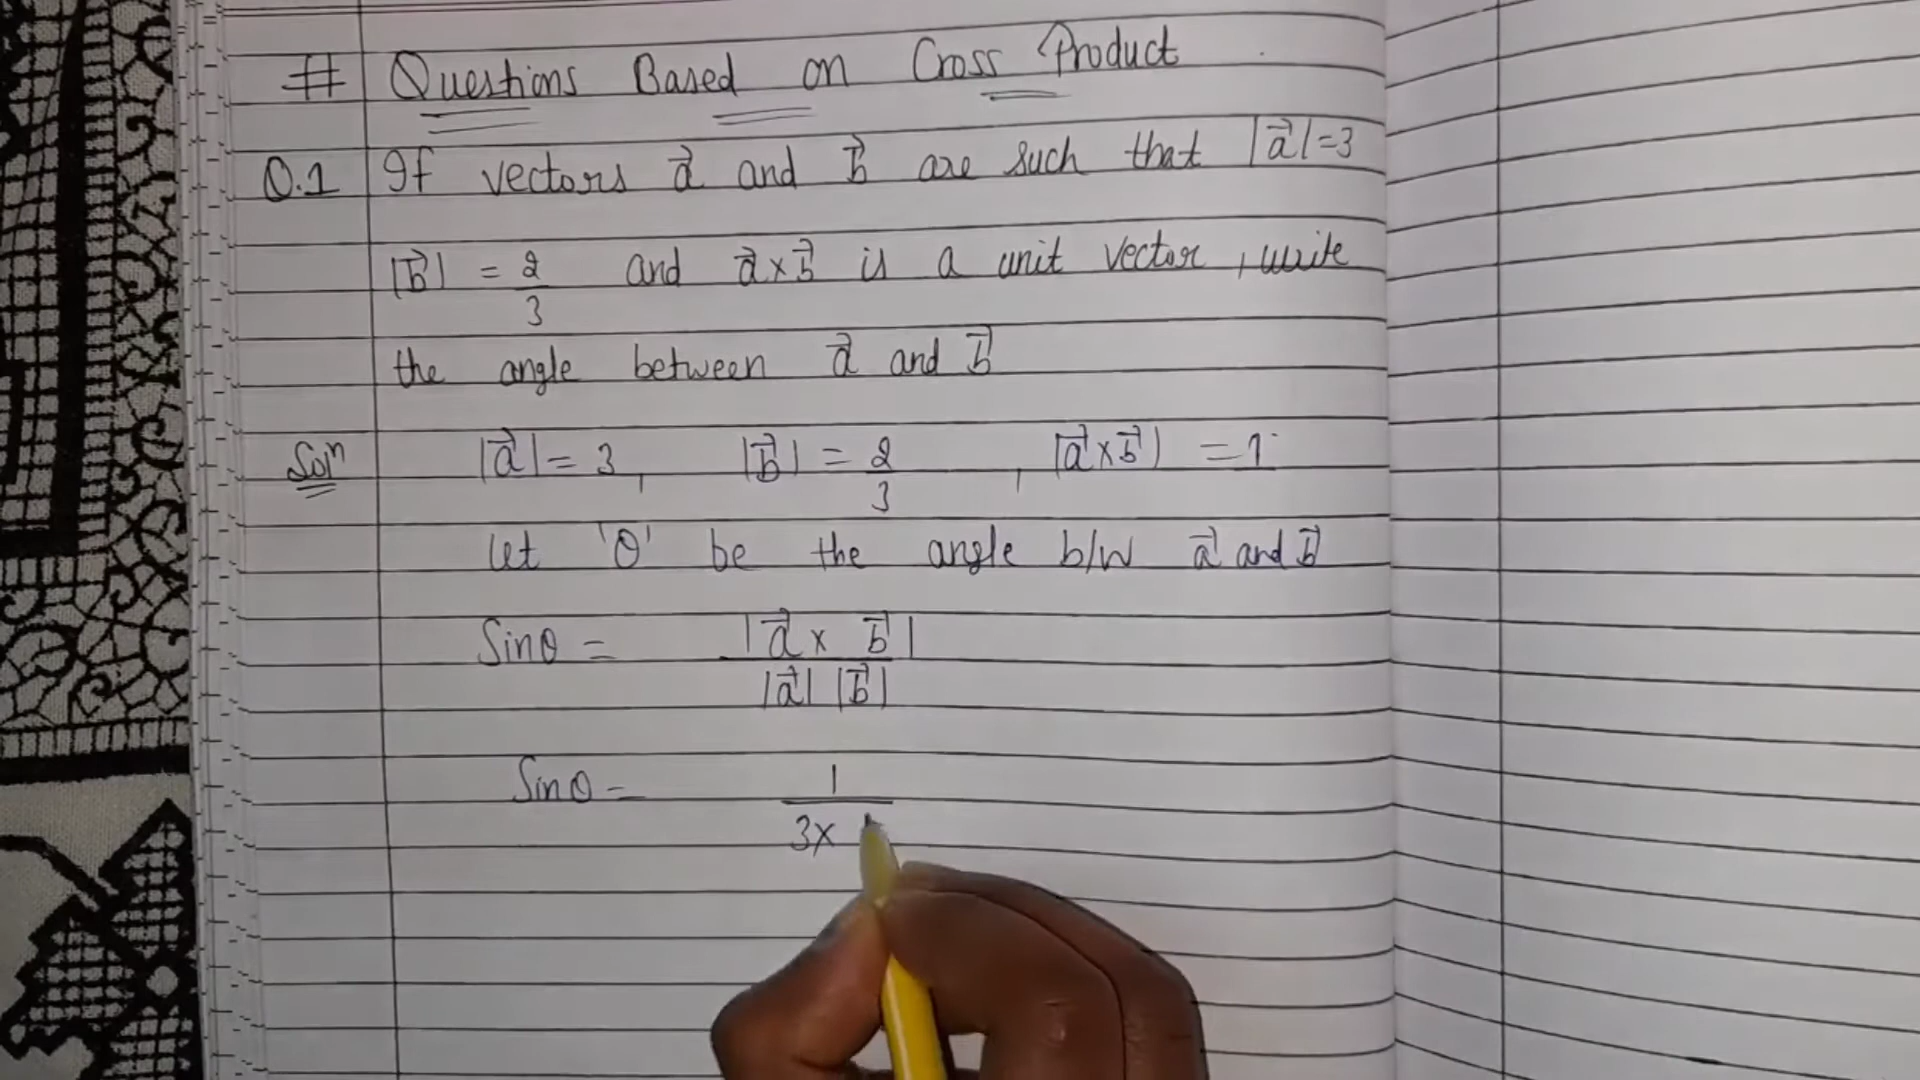 # Questions Based on Cross Product
Q.1 If vectors a⃗ and b⃗ are such that |a⃗|=3
|b⃗| = 2/3 and a⃗×b⃗ is a unit vector, write
the angle between a⃗ and b⃗
Solⁿ |a⃗| = 3, |b⃗| = 2/3, |a⃗×b⃗| = 1
Let 'θ' be the angle b/w a⃗ and b⃗
Sinθ = |a⃗ × b⃗| / |a⃗| |b⃗|
Sinθ = 1 / 3×